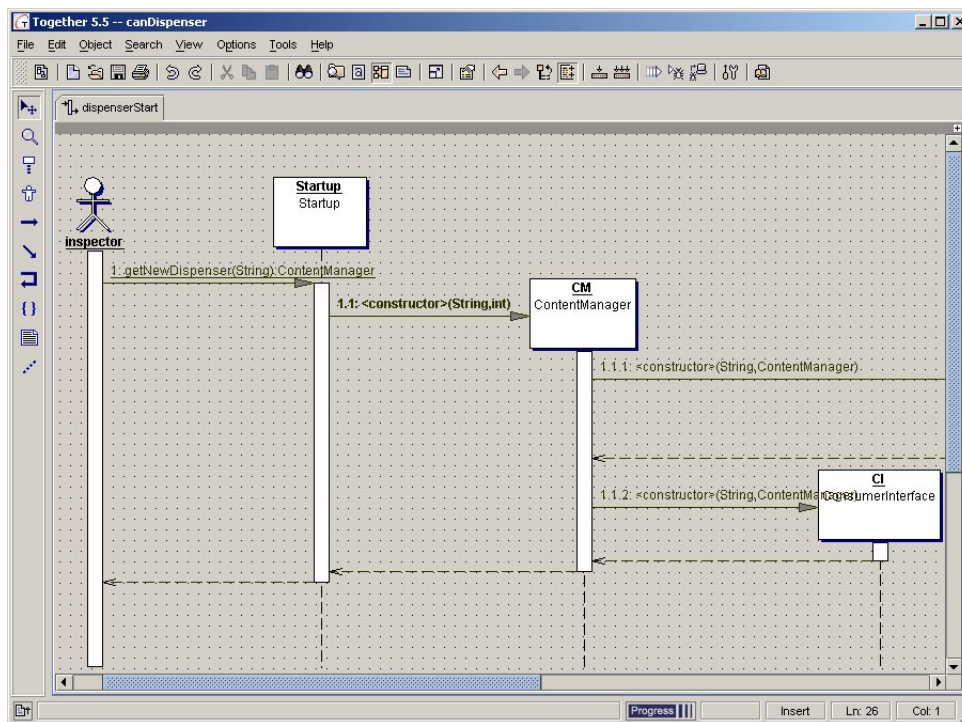 Together 5.5 -- canDispenser
File Edit Object Search View Options Tools Help
dispenserStart
Startup
Startup
inspector
1: getNewDispenser(String):ContentManager
1.1: <constructor>(String,int)
CM
ContentManager
1.1.1: <constructor>(String,ContentManager)
CI
1.1.2: <constructor>(String,ContentManager)
ConsumerInterface
Progress Insert Ln: 26 Col: 1